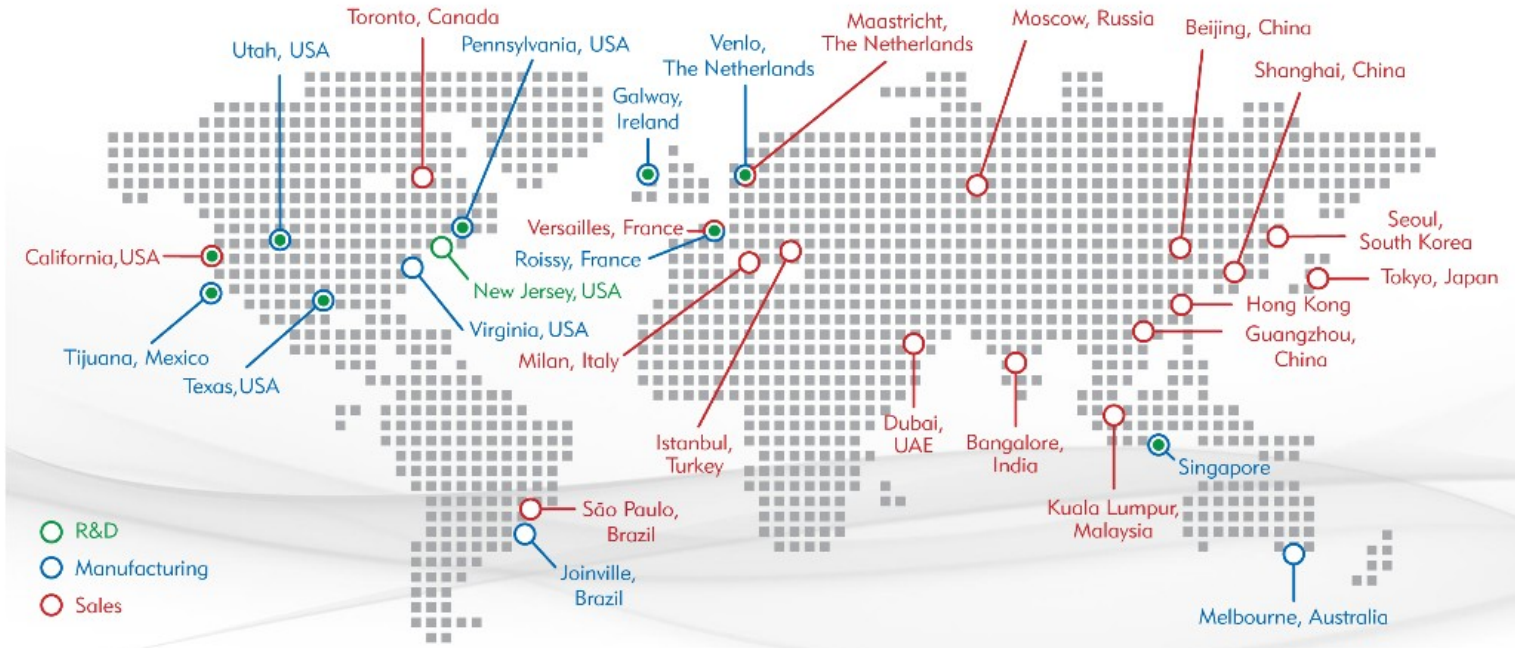 Toronto, Canada
Utah, USA
Pennsylvania, USA
Venlo,
The Netherlands
Maastricht,
The Netherlands
Moscow, Russia
Beijing, China
Shanghai, China
Galway,
Ireland
California,USA
Versailles, France
Roissy, France
Seoul,
South Korea
Tokyo, Japan
New Jersey, USA
Hong Kong
Virginia, USA
Guangzhou,
China
Tijuana, Mexico
Texas,USA
Milan, Italy
Istanbul,
Turkey
Dubai,
UAE
Bangalore,
India
Singapore
Kuala Lumpur,
Malaysia
São Paulo,
Brazil
Joinville,
Brazil
Melbourne, Australia
R&D
Manufacturing
Sales